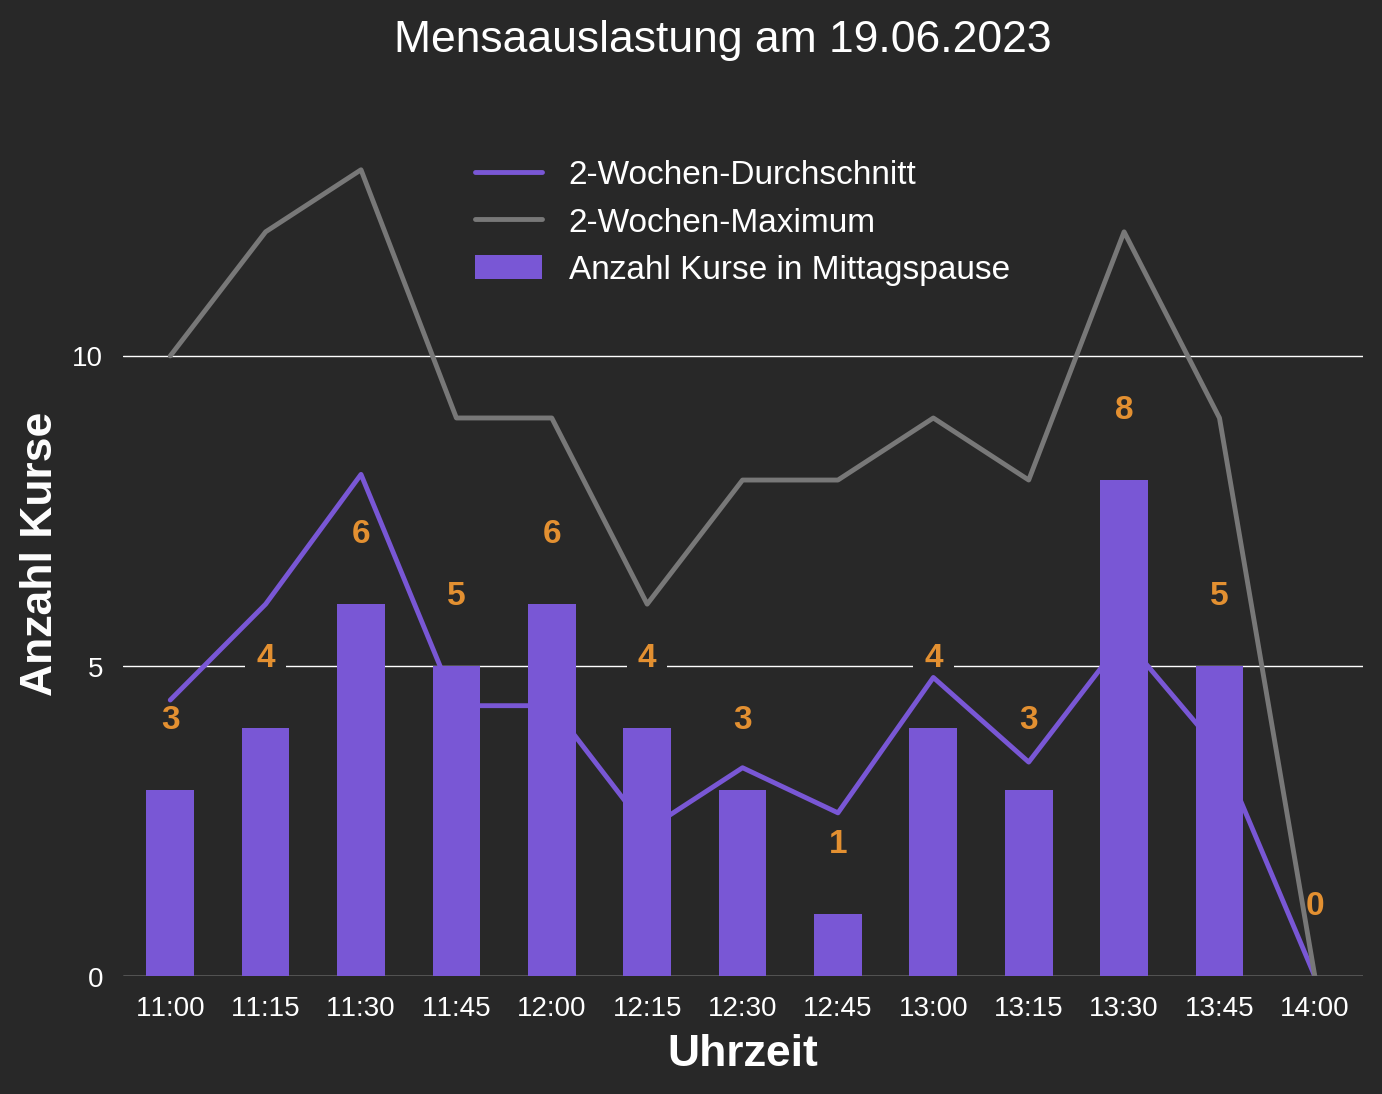 Mensaauslastung am 19.06.2023
2-Wochen-Durchschnitt
2-Wochen-Maximum
Anzahl Kurse in Mittagspause
Anzahl Kurse
10
5
0
3
4
6
5
6
4
3
1
4
3
8
5
0
11:00 11:15 11:30 11:45 12:00 12:15 12:30 12:45 13:00 13:15 13:30 13:45 14:00
Uhrzeit